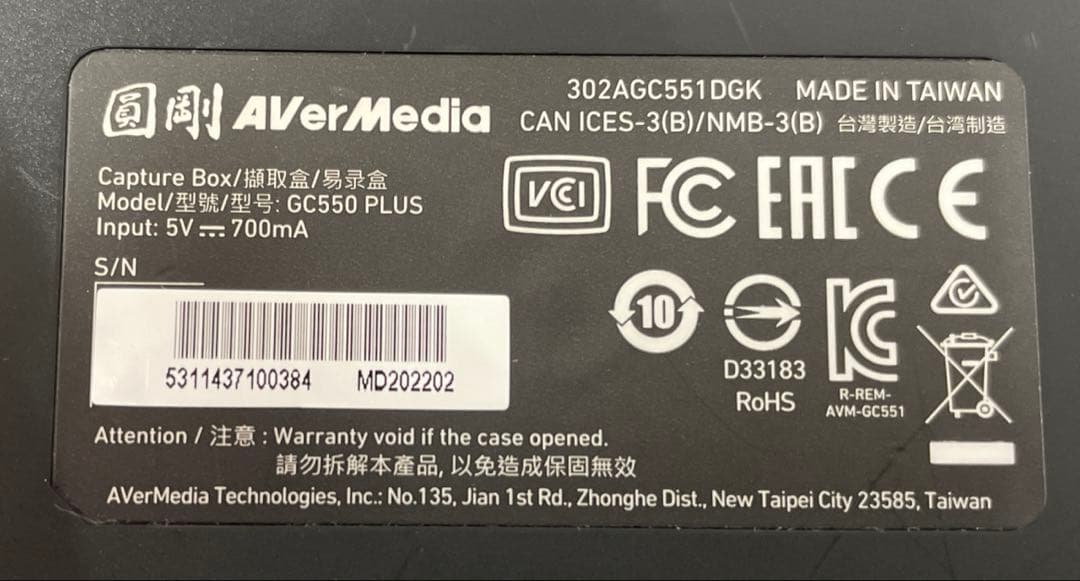 圓剛 AVerMedia
302AGC551DGK MADE IN TAIWAN
CAN ICES-3(B)/NMB-3(B) 台灣製造/台湾制造
Capture Box/擷取盒/易录盒
Model/型號/型号: GC550 PLUS
Input: 5V 700mA
VCCI FC EAC CE
S/N
5311437100384 MD202202
10
D33183
RoHS
R-REM-
AVM-GC551
Attention / 注意 : Warranty void if the case opened.
請勿拆解本產品, 以免造成保固無效
AVerMedia Technologies, Inc.: No.135, Jian 1st Rd., Zhonghe Dist., New Taipei City 23585, Taiwan